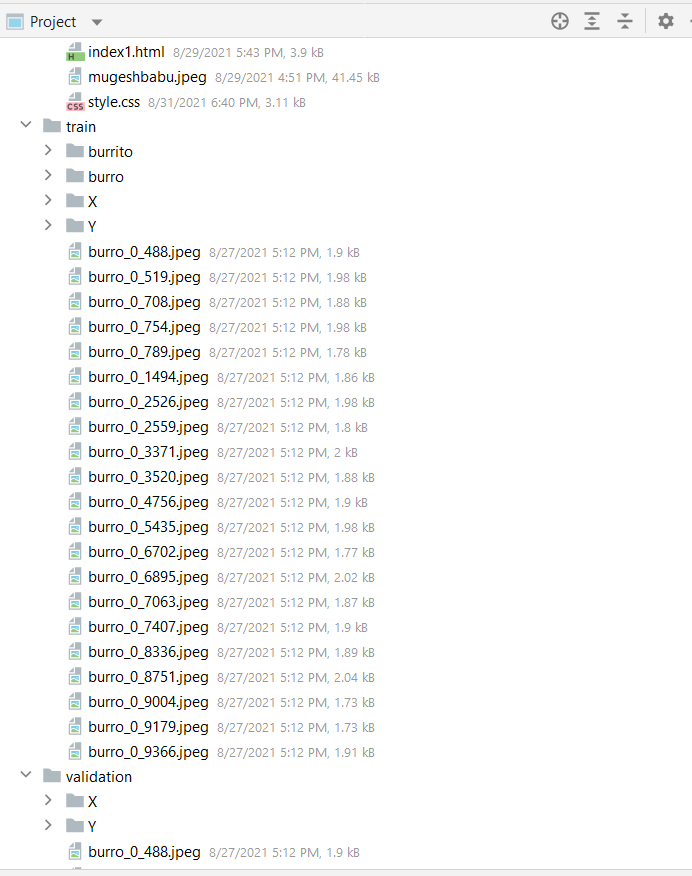 Project
index1.html 8/29/2021 5:43 PM, 3.9 kB
mugeshbabu.jpeg 8/29/2021 4:51 PM, 41.45 kB
style.css 8/31/2021 6:40 PM, 3.11 kB
train
burrito
burro
X
Y
burro_0_488.jpeg 8/27/2021 5:12 PM, 1.9 kB
burro_0_519.jpeg 8/27/2021 5:12 PM, 1.98 kB
burro_0_708.jpeg 8/27/2021 5:12 PM, 1.88 kB
burro_0_754.jpeg 8/27/2021 5:12 PM, 1.98 kB
burro_0_789.jpeg 8/27/2021 5:12 PM, 1.78 kB
burro_0_1494.jpeg 8/27/2021 5:12 PM, 1.86 kB
burro_0_2526.jpeg 8/27/2021 5:12 PM, 1.98 kB
burro_0_2559.jpeg 8/27/2021 5:12 PM, 1.8 kB
burro_0_3371.jpeg 8/27/2021 5:12 PM, 2 kB
burro_0_3520.jpeg 8/27/2021 5:12 PM, 1.88 kB
burro_0_4756.jpeg 8/27/2021 5:12 PM, 1.9 kB
burro_0_5435.jpeg 8/27/2021 5:12 PM, 1.98 kB
burro_0_6702.jpeg 8/27/2021 5:12 PM, 1.77 kB
burro_0_6895.jpeg 8/27/2021 5:12 PM, 2.02 kB
burro_0_7063.jpeg 8/27/2021 5:12 PM, 1.87 kB
burro_0_7407.jpeg 8/27/2021 5:12 PM, 1.9 kB
burro_0_8336.jpeg 8/27/2021 5:12 PM, 1.89 kB
burro_0_8751.jpeg 8/27/2021 5:12 PM, 2.04 kB
burro_0_9004.jpeg 8/27/2021 5:12 PM, 1.73 kB
burro_0_9179.jpeg 8/27/2021 5:12 PM, 1.73 kB
burro_0_9366.jpeg 8/27/2021 5:12 PM, 1.91 kB
validation
X
Y
burro_0_488.jpeg 8/27/2021 5:12 PM, 1.9 kB